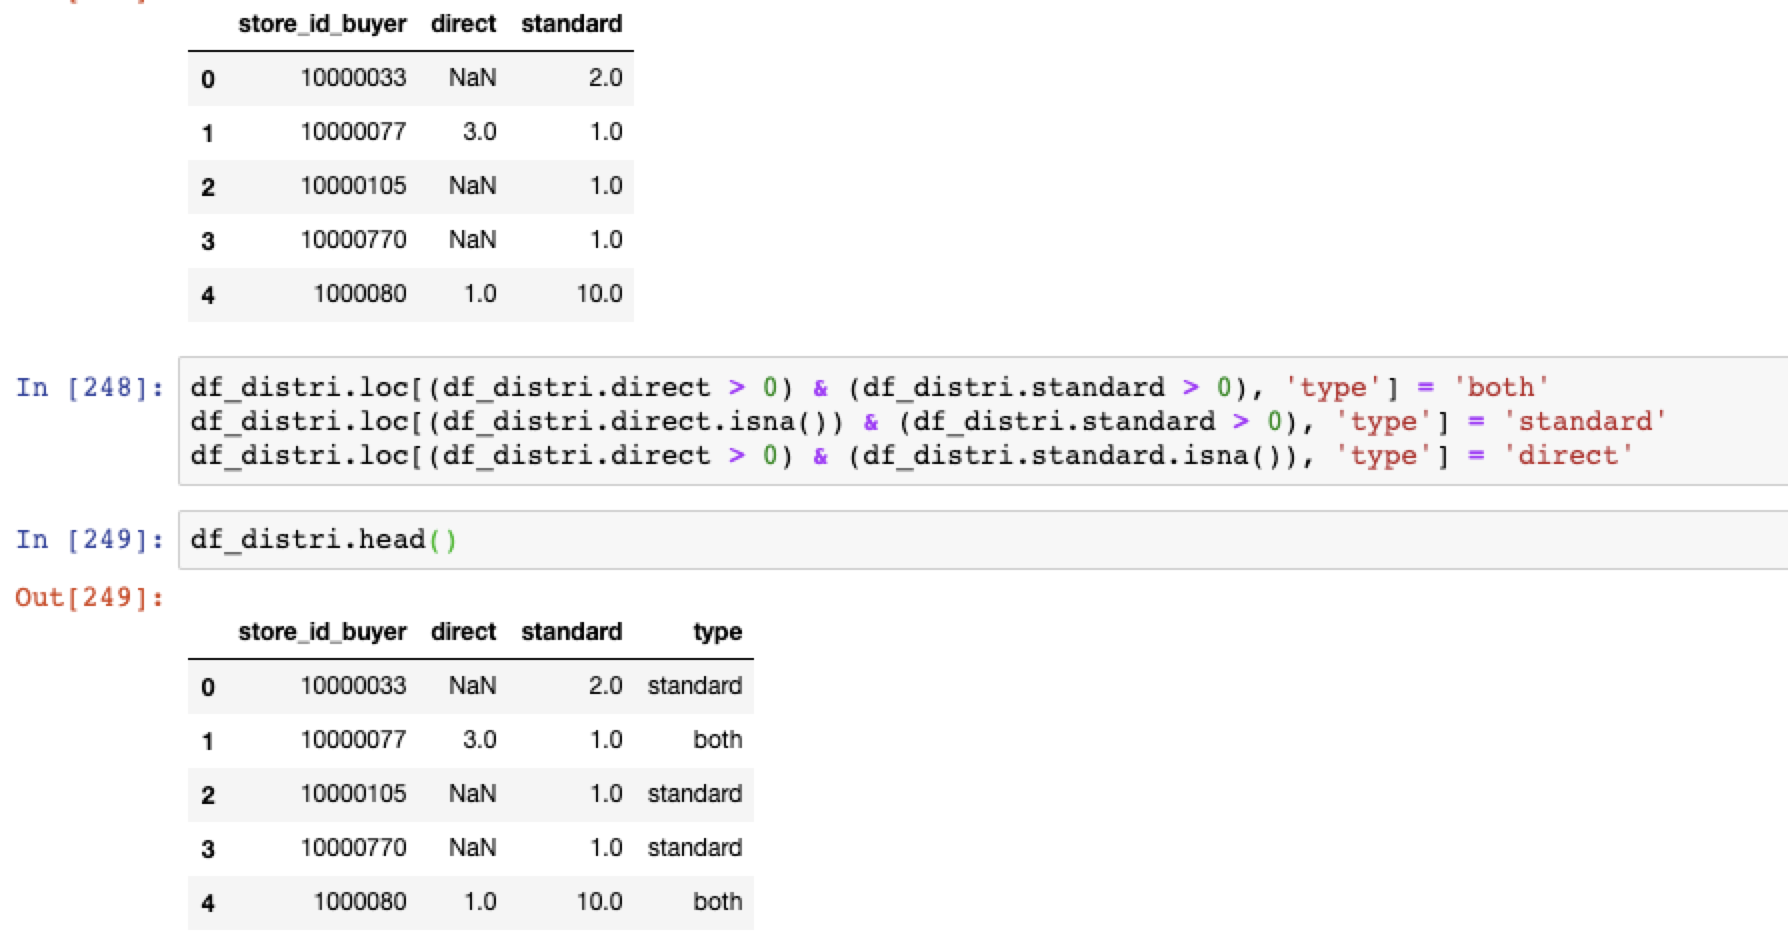 store_id_buyer direct standard
0 10000033 NaN 2.0
1 10000077 3.0 1.0
2 10000105 NaN 1.0
3 10000770 NaN 1.0
4 1000080 1.0 10.0
In [248]: df_distri.loc[(df_distri.direct > 0) & (df_distri.standard > 0), 'type'] = 'both'
df_distri.loc[(df_distri.direct.isna()) & (df_distri.standard > 0), 'type'] = 'standard'
df_distri.loc[(df_distri.direct > 0) & (df_distri.standard.isna()), 'type'] = 'direct'
In [249]: df_distri.head()
Out[249]:
store_id_buyer direct standard type
0 10000033 NaN 2.0 standard
1 10000077 3.0 1.0 both
2 10000105 NaN 1.0 standard
3 10000770 NaN 1.0 standard
4 1000080 1.0 10.0 both